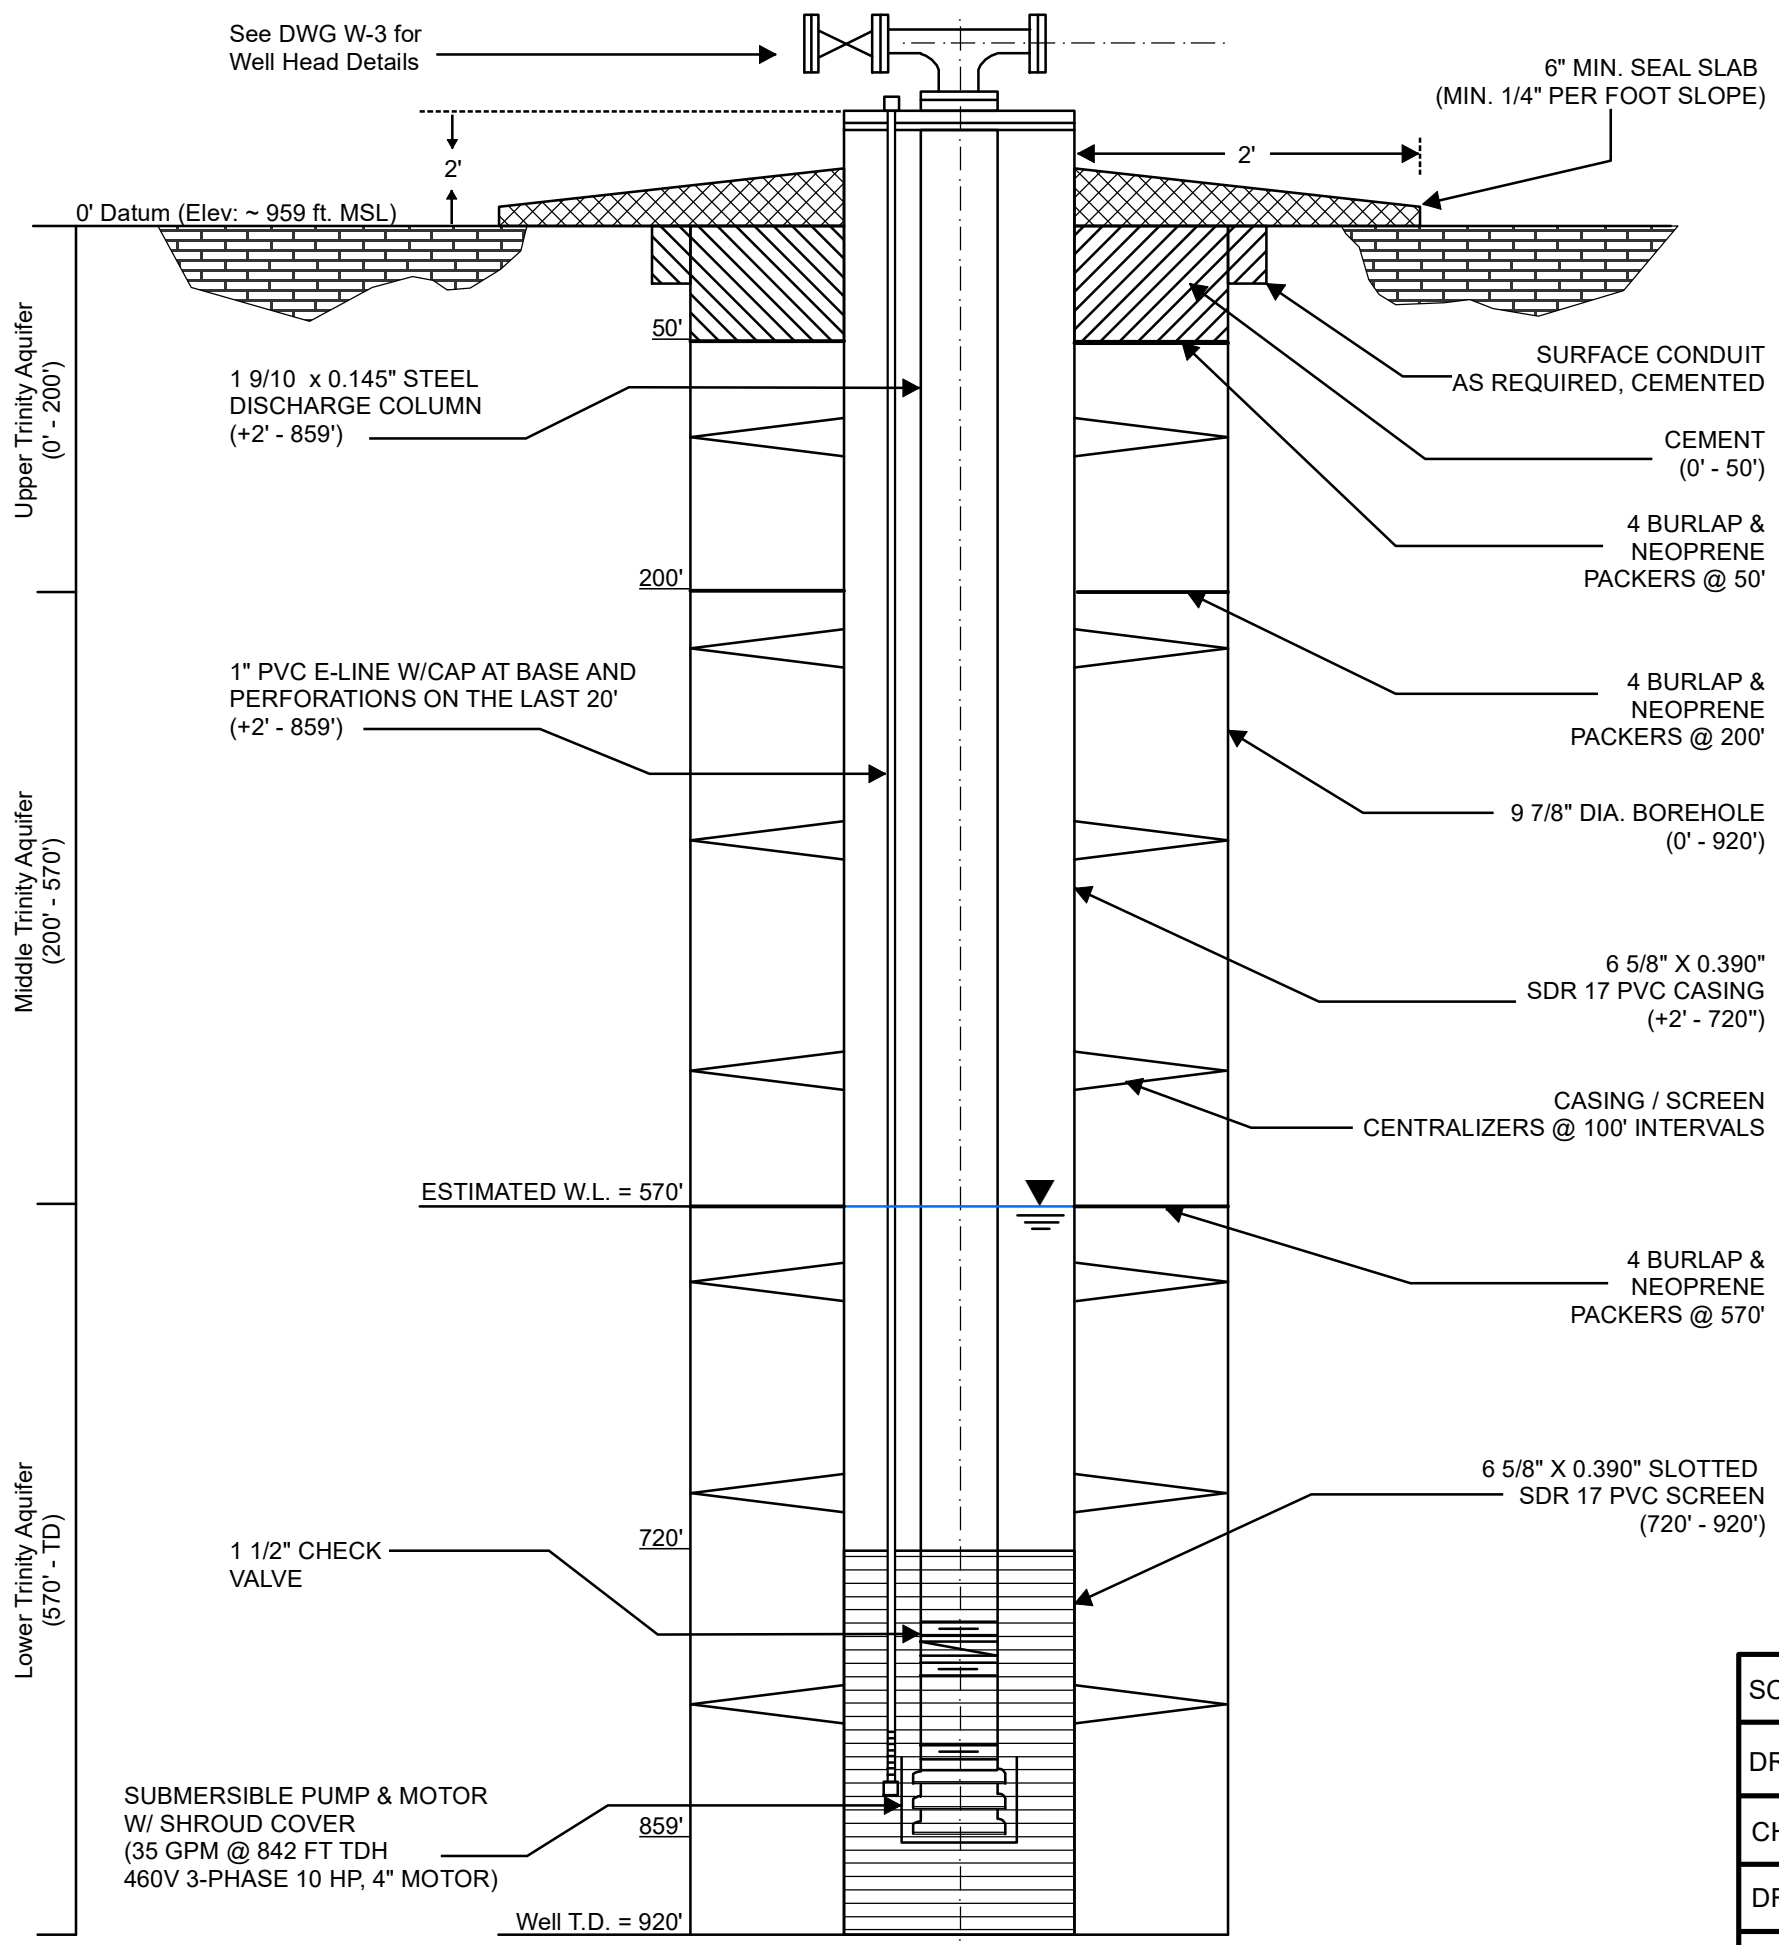 See DWG W-3 for
Well Head Details
6" MIN. SEAL SLAB
(MIN. 1/4" PER FOOT SLOPE)
2'
2'
0' Datum (Elev: ~ 959 ft. MSL)
Upper Trinity Aquifer
(0' - 200')
50'
1 9/10 x 0.145" STEEL
DISCHARGE COLUMN
(+2' - 859')
SURFACE CONDUIT
AS REQUIRED, CEMENTED
CEMENT
(0' - 50')
4 BURLAP &
NEOPRENE
PACKERS @ 50'
200'
1" PVC E-LINE W/CAP AT BASE AND
PERFORATIONS ON THE LAST 20'
(+2' - 859')
4 BURLAP &
NEOPRENE
PACKERS @ 200'
Middle Trinity Aquifer
(200' - 570')
9 7/8" DIA. BOREHOLE
(0' - 920')
6 5/8" X 0.390"
SDR 17 PVC CASING
(+2' - 720")
CASING / SCREEN
CENTRALIZERS @ 100' INTERVALS
ESTIMATED W.L. = 570'
4 BURLAP &
NEOPRENE
PACKERS @ 570'
Lower Trinity Aquifer
(570' - TD)
6 5/8" X 0.390" SLOTTED
SDR 17 PVC SCREEN
(720' - 920')
720'
1 1/2" CHECK
VALVE
SUBMERSIBLE PUMP & MOTOR
W/ SHROUD COVER
(35 GPM @ 842 FT TDH
460V 3-PHASE 10 HP, 4" MOTOR)
859'
Well T.D. = 920'